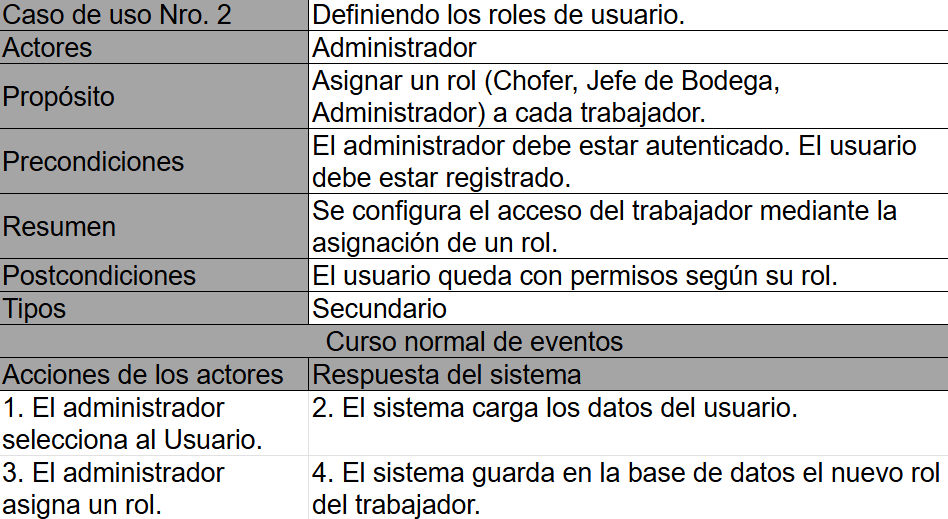 Caso de uso Nro. 2
Definiendo los roles de usuario.
Actores
Administrador
Propósito
Asignar un rol (Chofer, Jefe de Bodega,
Administrador) a cada trabajador.
Precondiciones
El administrador debe estar autenticado. El usuario
debe estar registrado.
Resumen
Se configura el acceso del trabajador mediante la
asignación de un rol.
Postcondiciones
El usuario queda con permisos según su rol.
Tipos
Secundario
Curso normal de eventos
Acciones de los actores
Respuesta del sistema
1. El administrador
selecciona al Usuario.
2. El sistema carga los datos del usuario.
3. El administrador
asigna un rol.
4. El sistema guarda en la base de datos el nuevo rol
del trabajador.